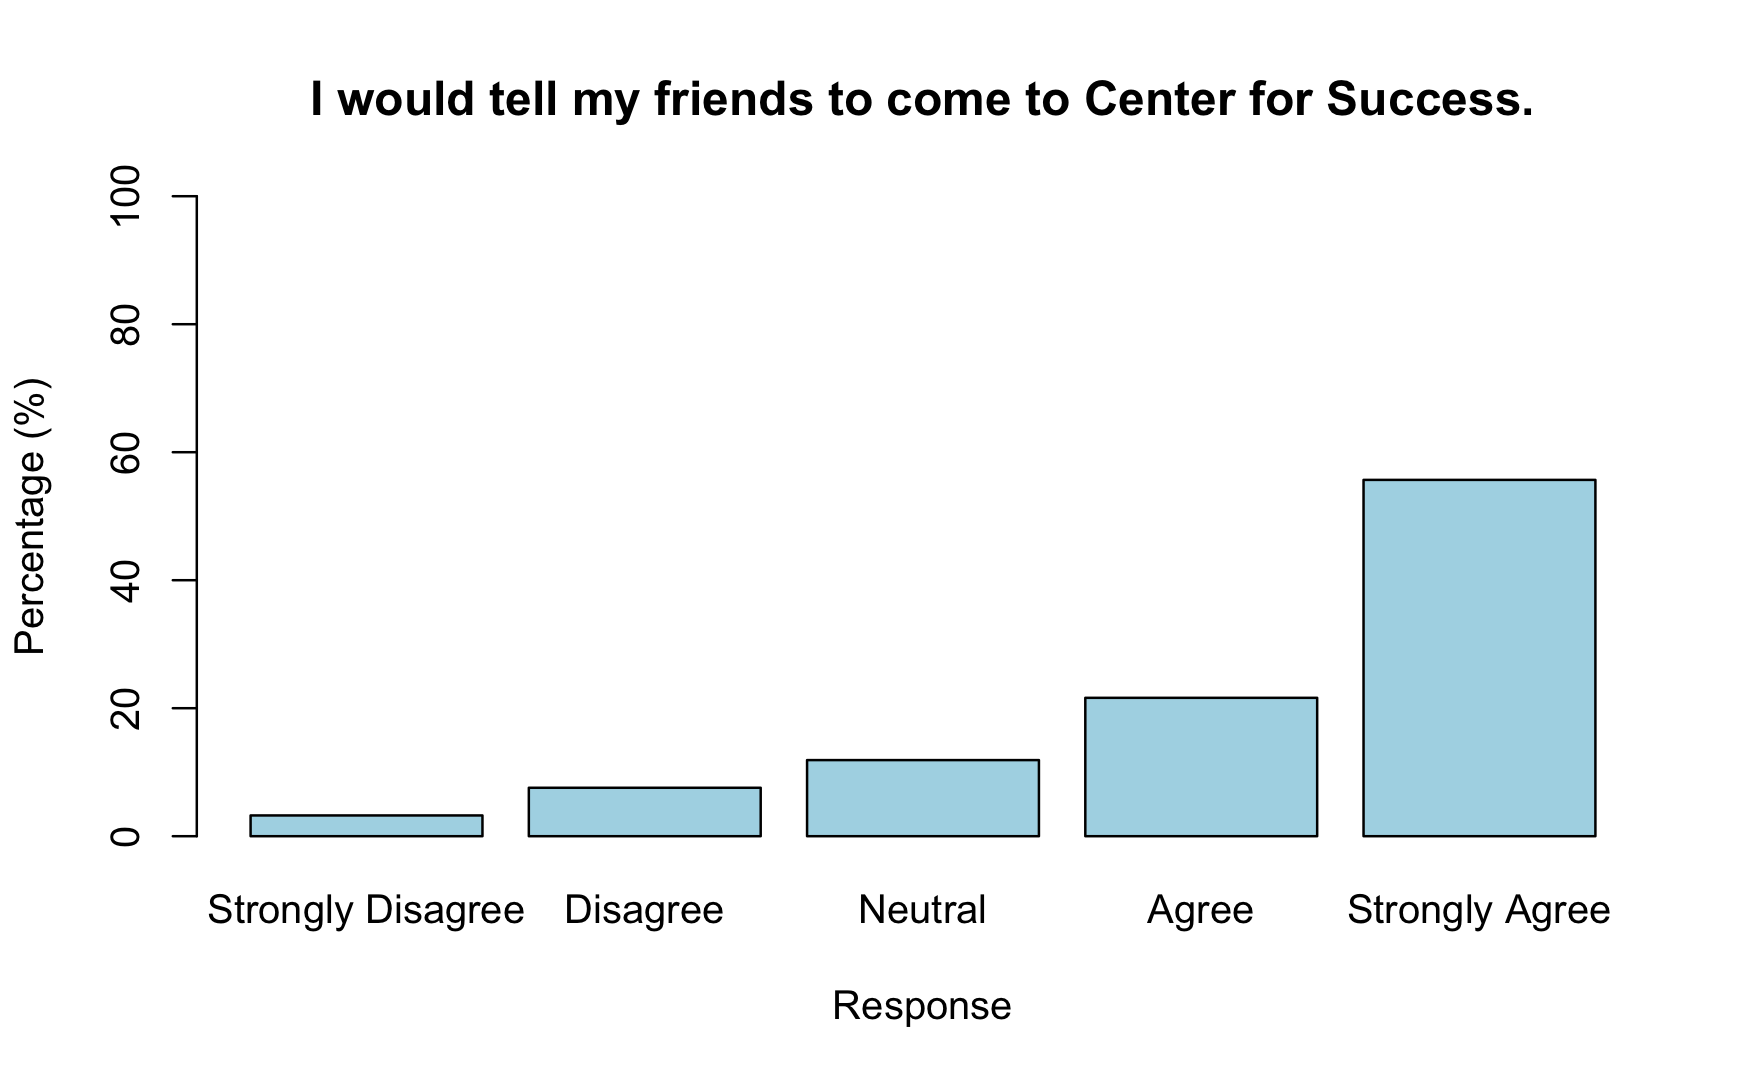 I would tell my friends to come to Center for Success.
Percentage (%)
100
80
60
40
20
0
Strongly Disagree Disagree Neutral Agree Strongly Agree
Response